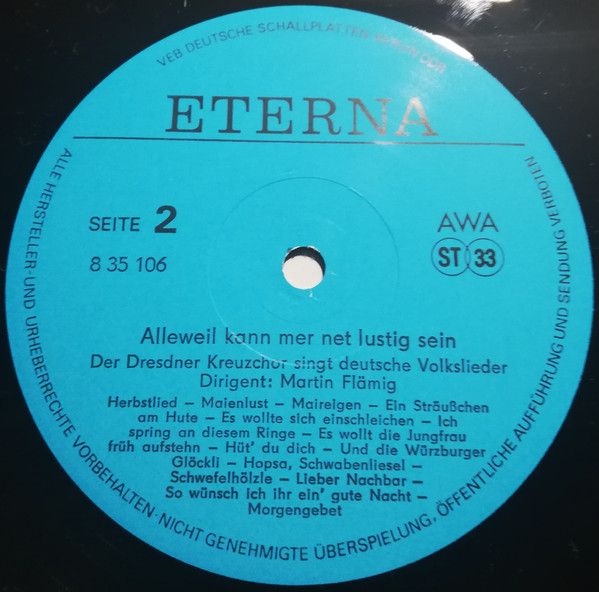 VEB DEUTSCHE SCHALLPLATTEN BERLIN DDR
ETERNA
SEITE 2
8 35 106
AWA
ST 33
Alleweil kann mer net lustig sein
Der Dresdner Kreuzchor singt deutsche Volkslieder
Dirigent: Martin Flämig
Herbstlied – Maienlust – Maireigen – Ein Sträußchen
am Hute – Es wollte sich einschleichen – Ich
spring an diesem Ringe – Es wollt die Jungfrau
früh aufstehn – Hüt' du dich – Und die Würzburger
Glöckli – Hopsa, Schwabenliesel –
Schwefelhölzle – Lieber Nachbar –
So wünsch ich ihr ein' gute Nacht –
Morgengebet
ALLE HERSTELLER- UND URHEBERRECHTE VORBEHALTEN · NICHT GENEHMIGTE ÜBERSPIELUNG, ÖFFENTLICHE AUFFÜHRUNG UND SENDUNG VERBOTEN